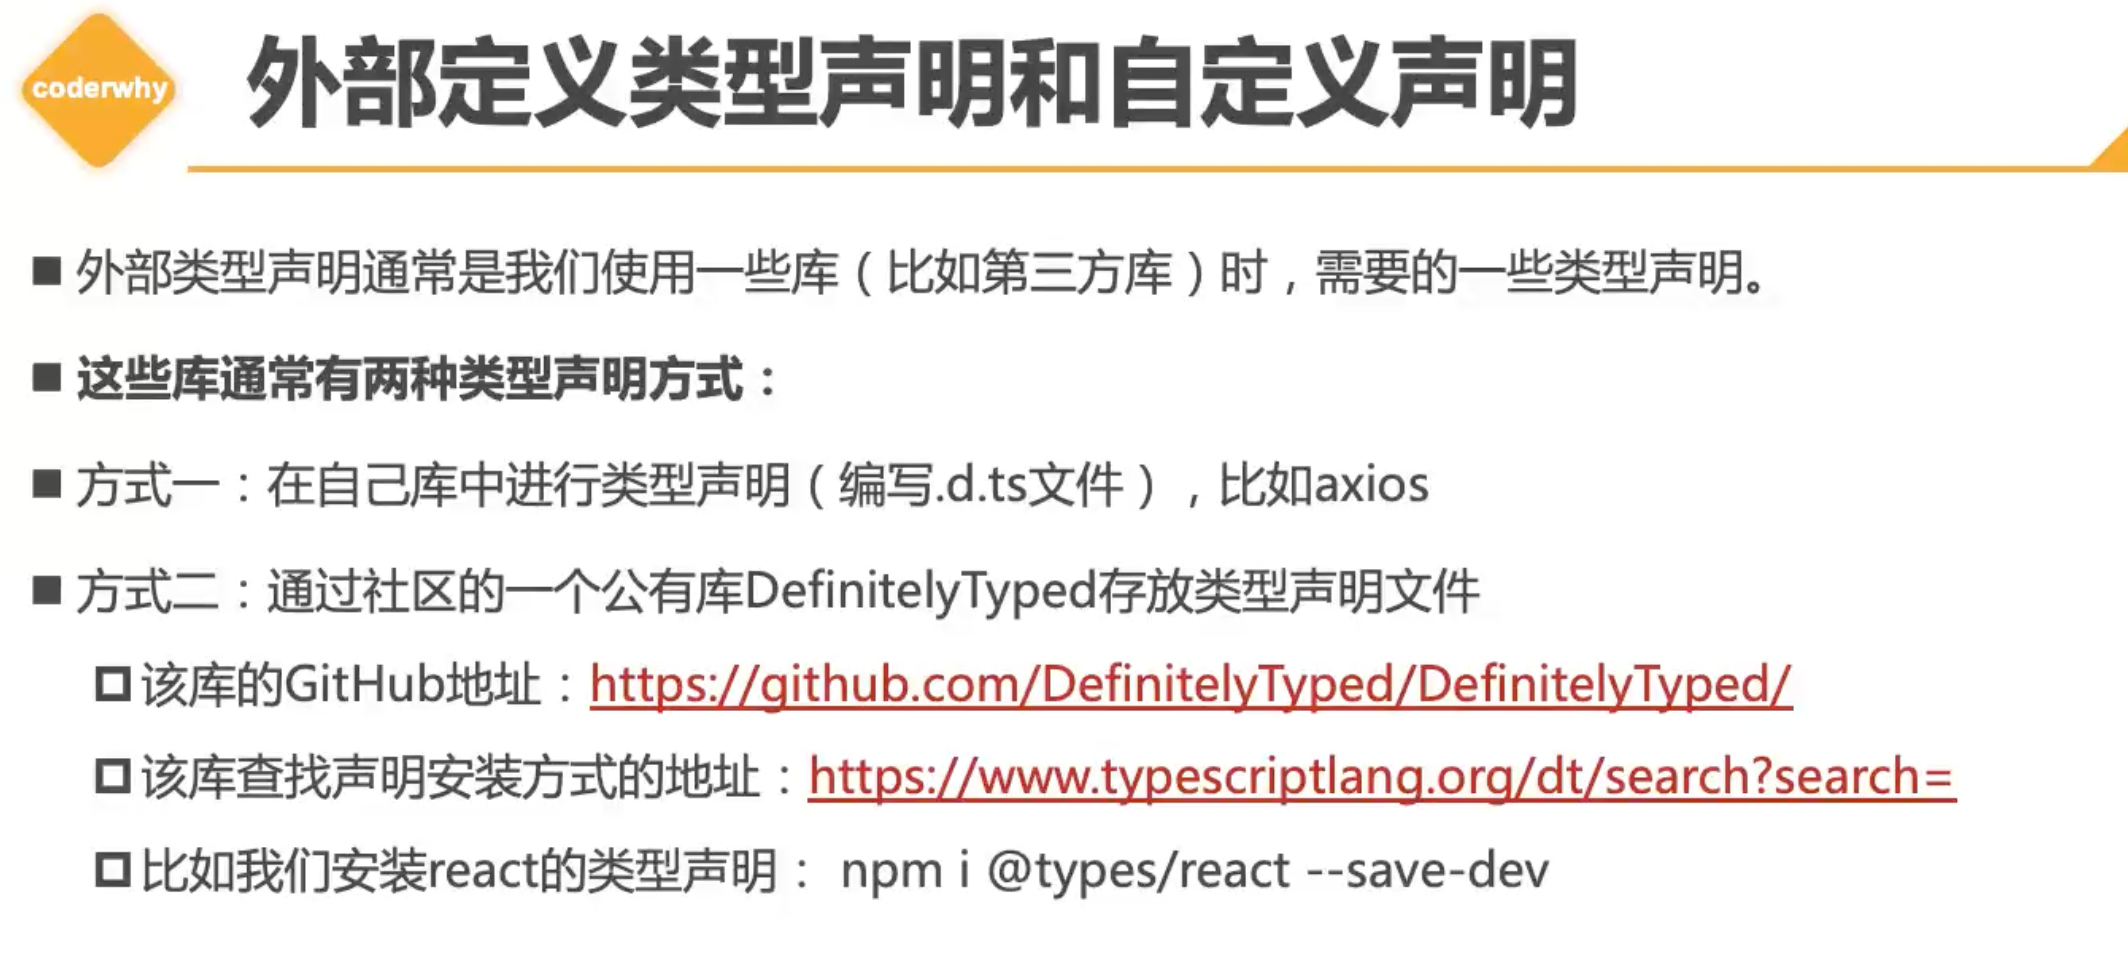 coderwhy
外部定义类型声明和自定义声明
外部类型声明通常是我们使用一些库（比如第三方库）时，需要的一些类型声明。
这些库通常有两种类型声明方式：
方式一：在自己库中进行类型声明（编写.d.ts文件），比如axios
方式二：通过社区的一个公有库DefinitelyTyped存放类型声明文件
该库的GitHub地址：https://github.com/DefinitelyTyped/DefinitelyTyped/
该库查找声明安装方式的地址：https://www.typescriptlang.org/dt/search?search=
比如我们安装react的类型声明： npm i @types/react --save-dev